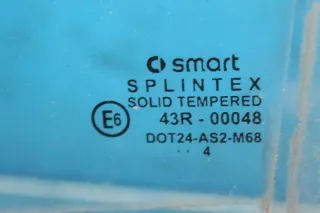 smart
SPLINTEX
SOLID TEMPERED
E6 43R - 00048
DOT24-AS2-M68
.. 4